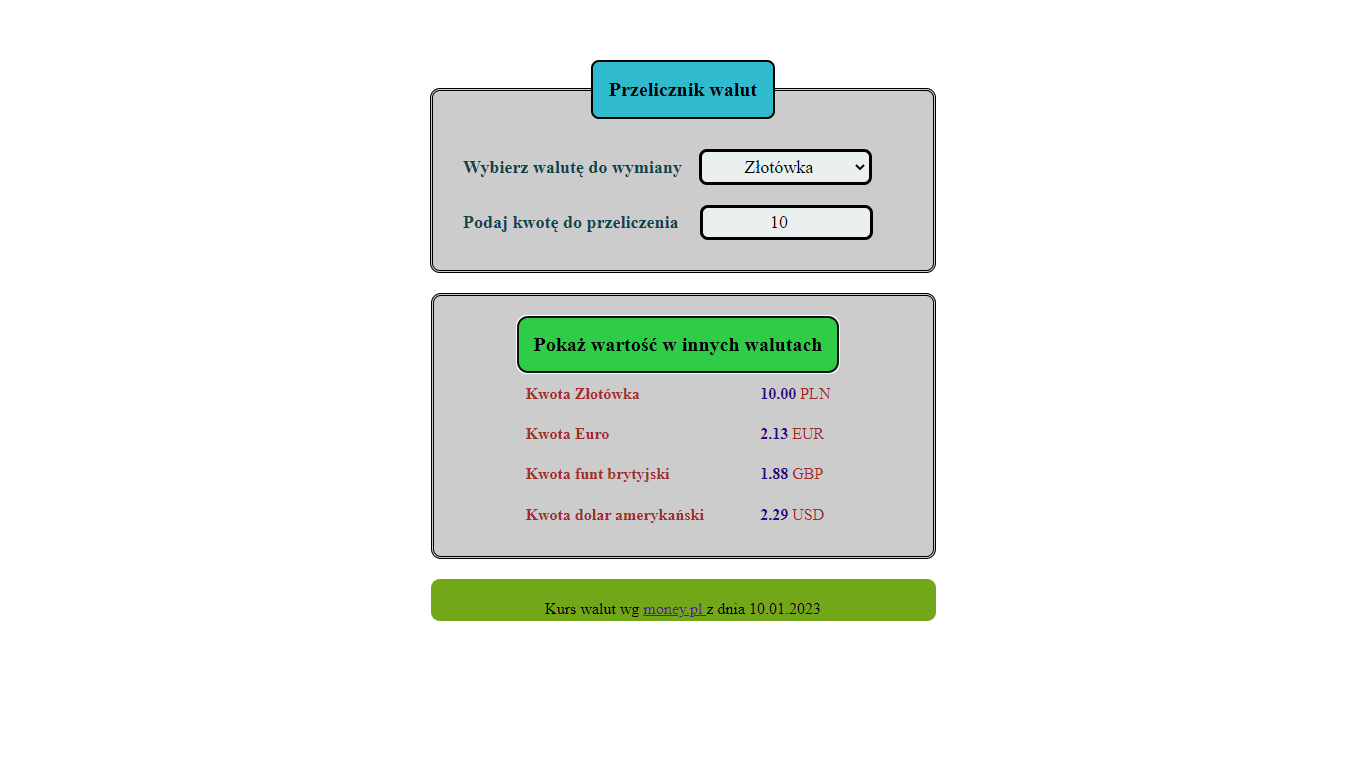 Przelicznik walut
Wybierz walutę do wymiany Złotówka
Podaj kwotę do przeliczenia 10
Pokaż wartość w innych walutach
Kwota Złotówka 10.00 PLN
Kwota Euro 2.13 EUR
Kwota funt brytyjski 1.88 GBP
Kwota dolar amerykański 2.29 USD
Kurs walut wg money.pl z dnia 10.01.2023